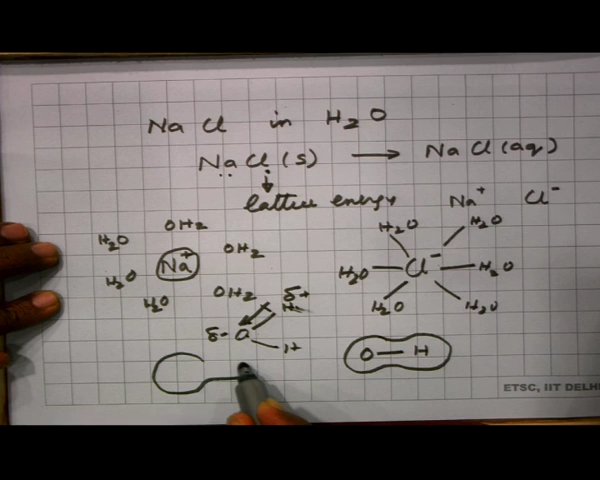 NaCl in H2O
NaCl(s) → NaCl(aq)
lattice energy Na+ Cl-
OH2
H2O
Na+
OH2
H2O
H2O
OH2
δ+
H
δ- O
H
H2O
H2O
H2O
Cl-
H2O
H2O
H2O
O — H
ETSC, IIT DELHI